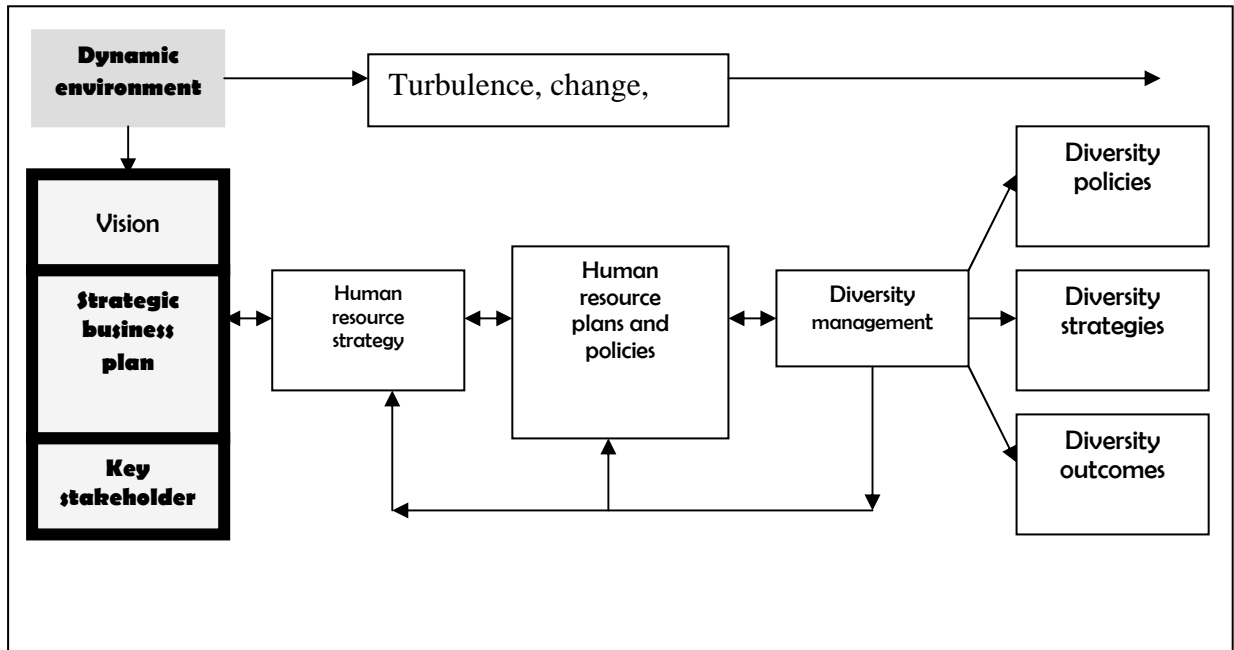 Dynamic
environment
Turbulence, change,
Vision
Strategic
business
plan
Key
stakeholder
Human
resource
strategy
Human
resource
plans and
policies
Diversity
management
Diversity
policies
Diversity
strategies
Diversity
outcomes